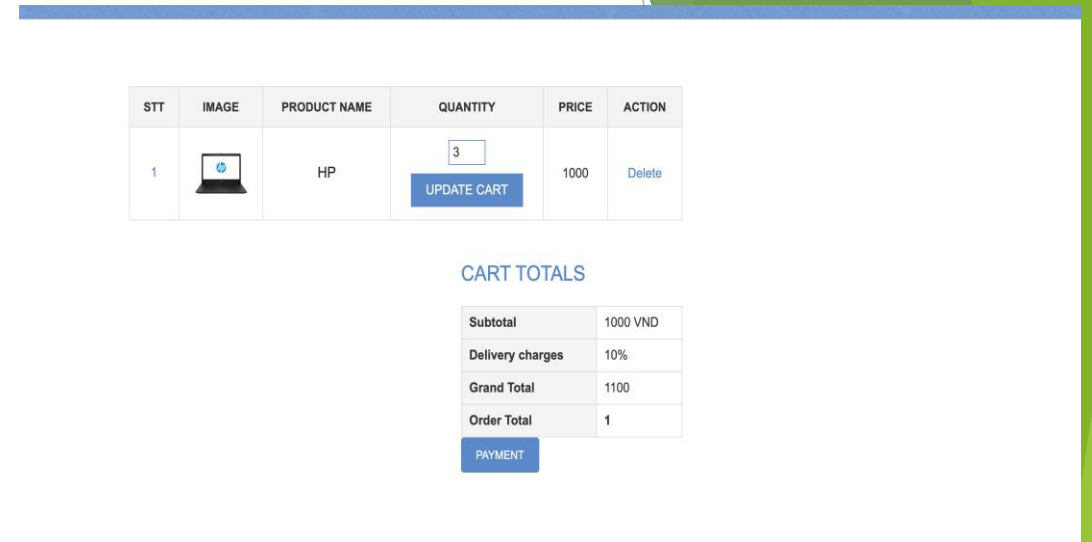 STT IMAGE PRODUCT NAME QUANTITY PRICE ACTION
3
1 hp HP 1000 Delete
UPDATE CART
CART TOTALS
Subtotal 1000 VND
Delivery charges 10%
Grand Total 1100
Order Total 1
PAYMENT